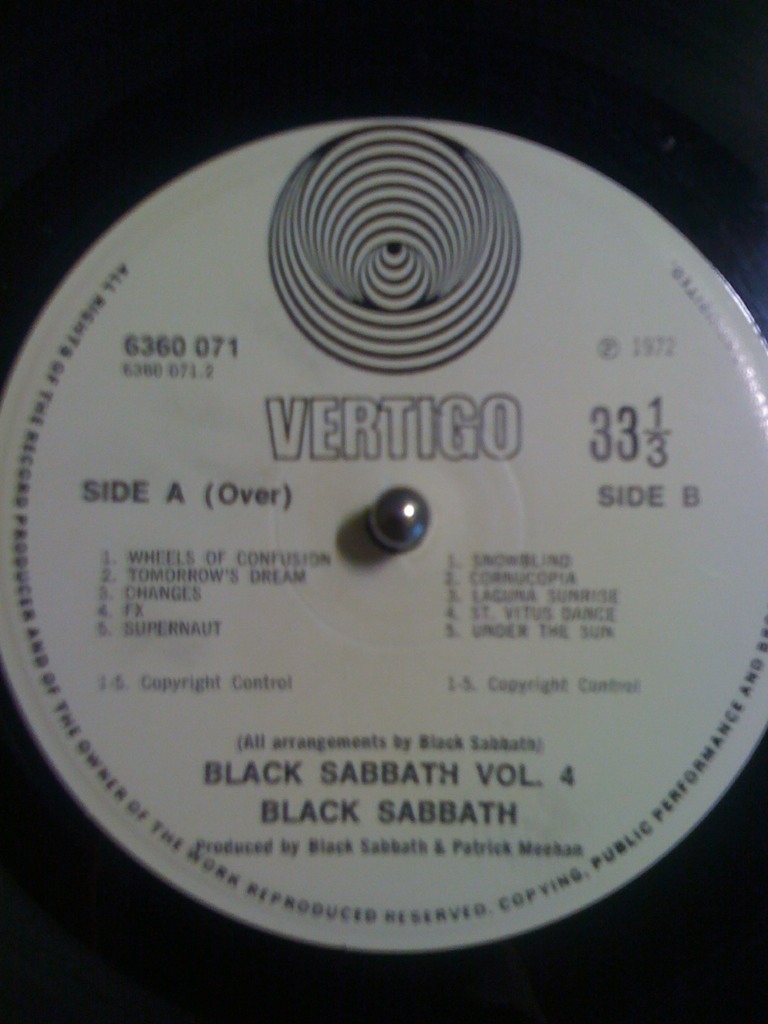 6360 071
6360 071.2
℗ 1972
VERTIGO
33 1/3
SIDE A (Over)
SIDE B
1. WHEELS OF CONFUSION
2. TOMORROW'S DREAM
3. CHANGES
4. FX
5. SUPERNAUT
1-5. Copyright Control
1. SNOWBLIND
2. CORNUCOPIA
3. LAGUNA SUNRISE
4. ST. VITUS DANCE
5. UNDER THE SUN
1-5. Copyright Control
(All arrangements by Black Sabbath)
BLACK SABBATH VOL. 4
BLACK SABBATH
Produced by Black Sabbath & Patrick Meehan
ALL RIGHTS OF THE RECORD PRODUCER AND OF THE OWNER OF THE WORK REPRODUCED RESERVED. COPYING, PUBLIC PERFORMANCE AND